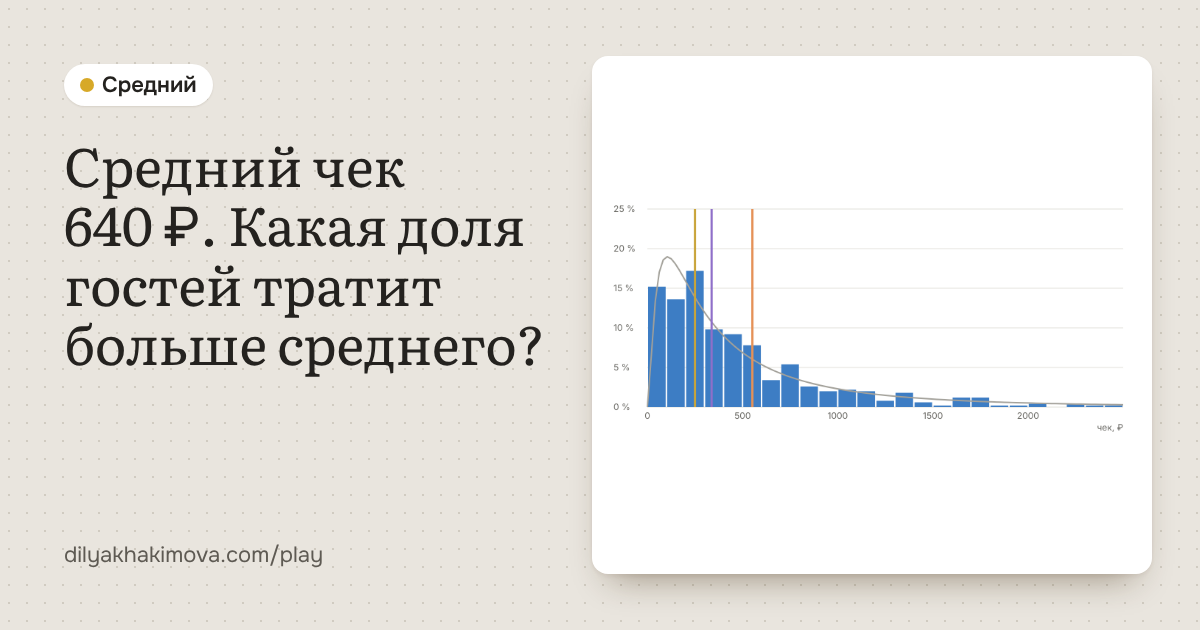 Средний
Средний чек
640 ₽. Какая доля
гостей тратит
больше среднего?
dilyakhakimova.com/play
25 %
20 %
15 %
10 %
5 %
0 %
0 500 1000 1500 2000
чек, ₽